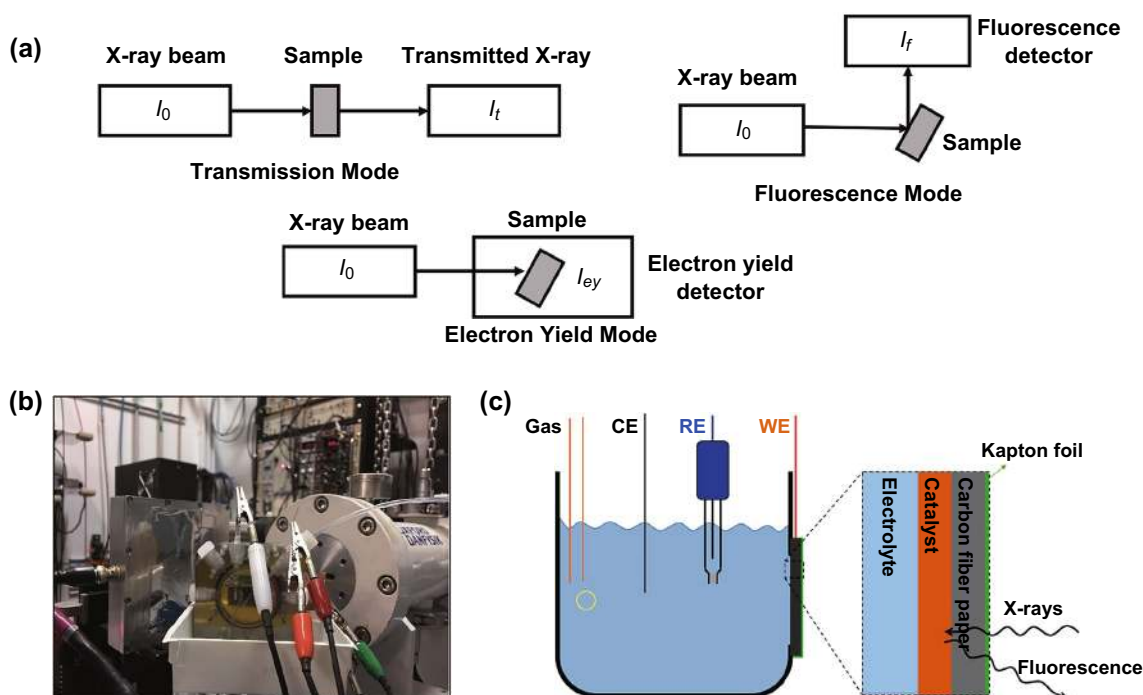 (a)
X-ray beam
Sample
Transmitted X-ray
I0
It
Transmission Mode
If
Fluorescence
detector
X-ray beam
I0
Sample
Fluorescence Mode
X-ray beam
Sample
I0
Iey
Electron yield
detector
Electron Yield Mode
(b)
DANFYSIK
(c)
Gas
CE
RE
WE
Kapton foil
Electrolyte
Catalyst
Carbon fiber paper
X-rays
Fluorescence